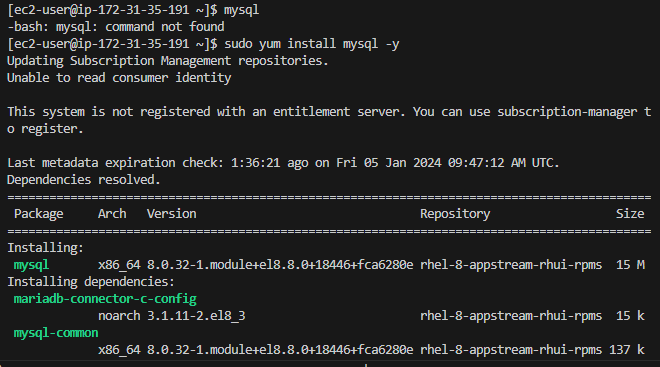 [ec2-user@ip-172-31-35-191 ~]$ mysql
-bash: mysql: command not found
[ec2-user@ip-172-31-35-191 ~]$ sudo yum install mysql -y
Updating Subscription Management repositories.
Unable to read consumer identity

This system is not registered with an entitlement server. You can use subscription-manager t
o register.

Last metadata expiration check: 1:36:21 ago on Fri 05 Jan 2024 09:47:12 AM UTC.
Dependencies resolved.
============================================================================================
 Package     Arch   Version                                Repository                  Size
============================================================================================
Installing:
 mysql       x86_64 8.0.32-1.module+el8.8.0+18446+fca6280e rhel-8-appstream-rhui-rpms  15 M
Installing dependencies:
 mariadb-connector-c-config
             noarch 3.1.11-2.el8_3                         rhel-8-appstream-rhui-rpms  15 k
 mysql-common
             x86_64 8.0.32-1.module+el8.8.0+18446+fca6280e rhel-8-appstream-rhui-rpms 137 k